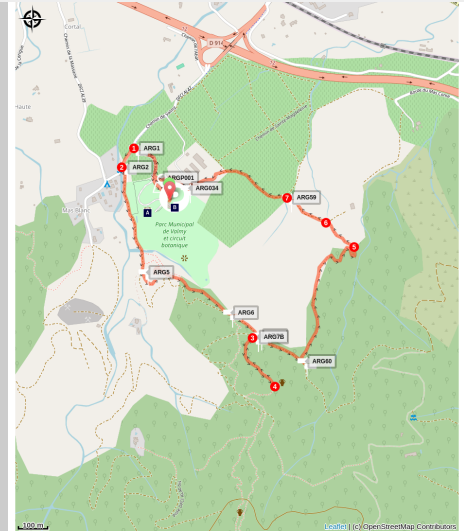 Cortal
D 914
1
ARG1
2
ARG2
ARGP001
ARG034
Mas Blanc
A
B
Parc Municipal
de Valmy
et circuit
botanique
7
ARG59
6
5
ARG5
ARG6
3
ARG7B
ARG60
4
100 m
Leaflet | (c) OpenStreetMap Contributors